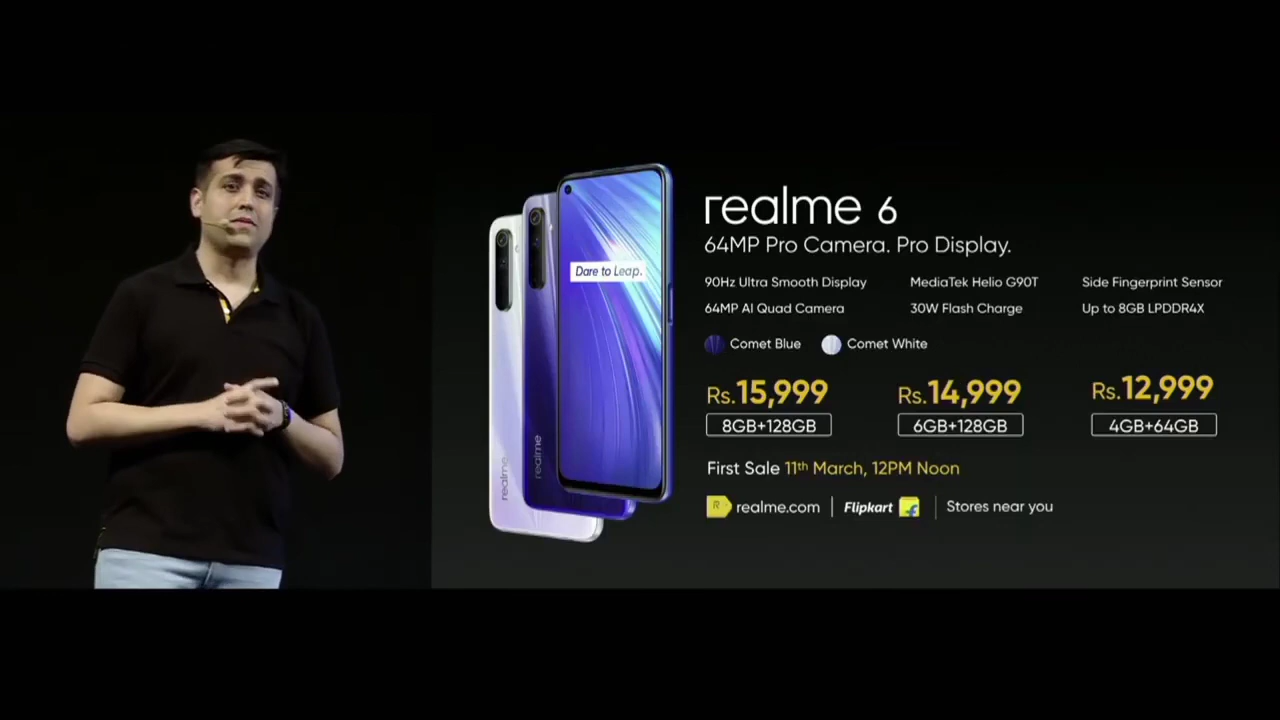 realme 6
64MP Pro Camera. Pro Display.
90Hz Ultra Smooth Display MediaTek Helio G90T Side Fingerprint Sensor
64MP AI Quad Camera 30W Flash Charge Up to 8GB LPDDR4X
Comet Blue Comet White
Rs.15,999 Rs.14,999 Rs.12,999
8GB+128GB 6GB+128GB 4GB+64GB
First Sale 11th March, 12PM Noon
R realme.com Flipkart f Stores near you
Dare to Leap.
realme
realme